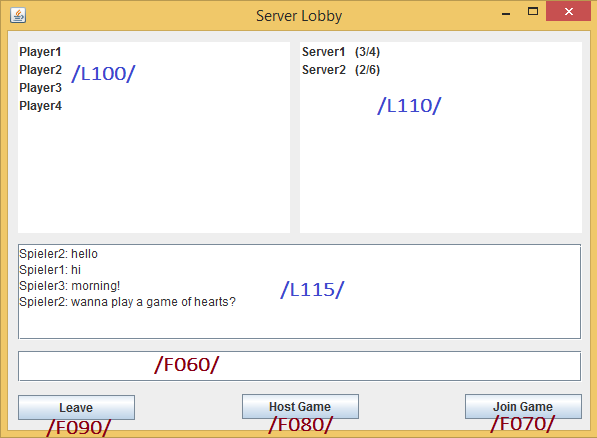 Server Lobby
Player1
Player2
Player3
Player4
/L100/
Server1 (3/4)
Server2 (2/6)
/L110/
Spieler2: hello
Spieler1: hi
Spieler3: morning!
Spieler2: wanna play a game of hearts?
/L115/
/F060/
Leave
Host Game
Join Game
/F090/
/F080/
/F070/